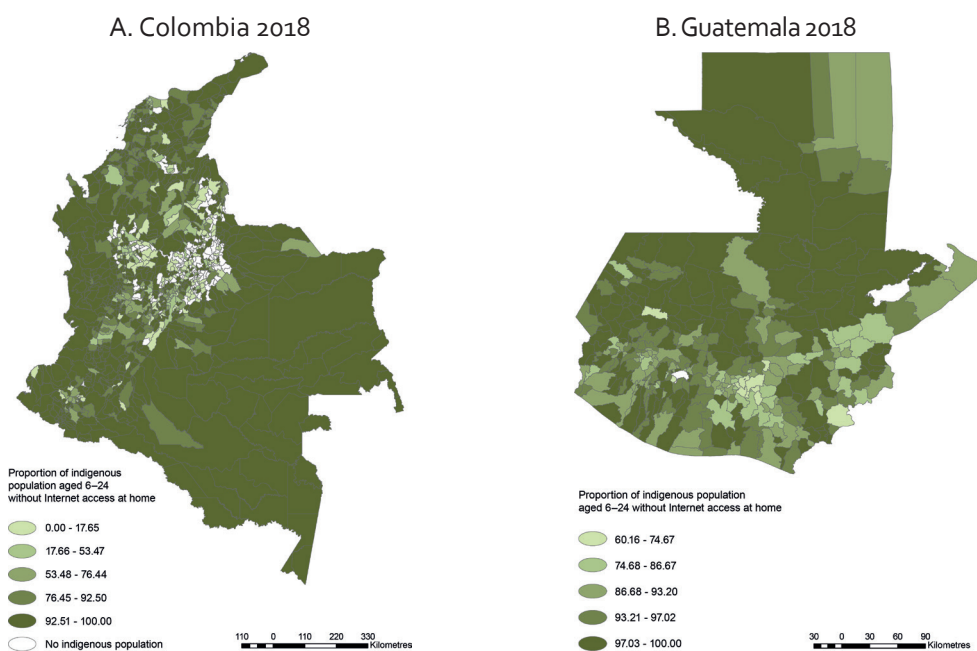 A. Colombia 2018
Proportion of indigenous
population aged 6–24
without Internet access at home
0.00 - 17.65
17.66 - 53.47
53.48 - 76.44
76.45 - 92.50
92.51 - 100.00
No indigenous population
110 0 110 220 330
Kilometres
B. Guatemala 2018
Proportion of indigenous population
aged 6–24 without Internet access at home
60.16 - 74.67
74.68 - 86.67
86.68 - 93.20
93.21 - 97.02
97.03 - 100.00
30 0 30 60 90
Kilometres